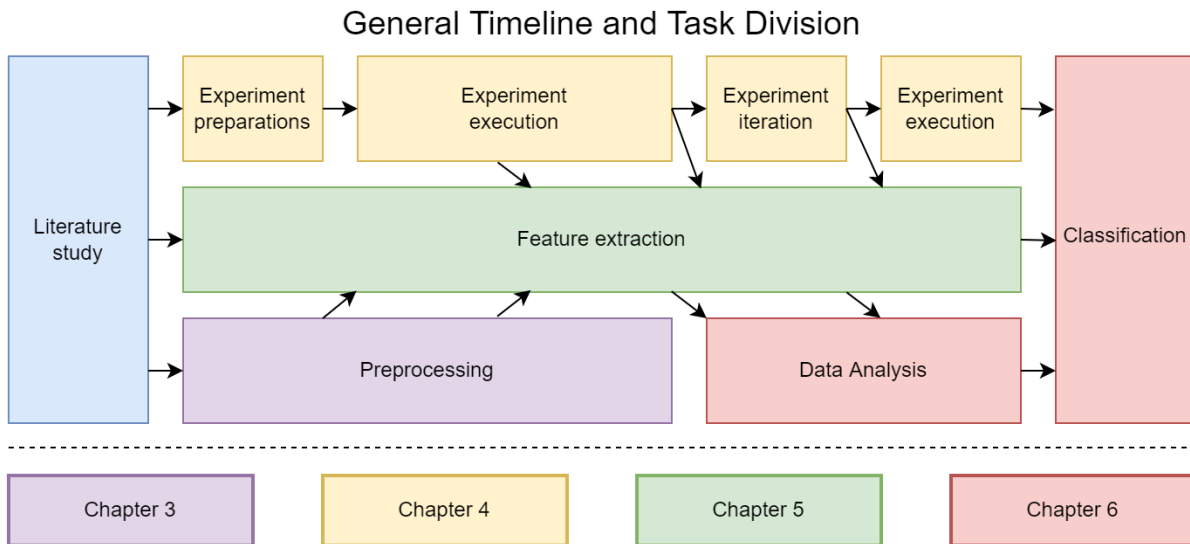 General Timeline and Task Division
Literature
study
Experiment
preparations
Experiment
execution
Experiment
iteration
Experiment
execution
Feature extraction
Classification
Preprocessing
Data Analysis
Chapter 3
Chapter 4
Chapter 5
Chapter 6